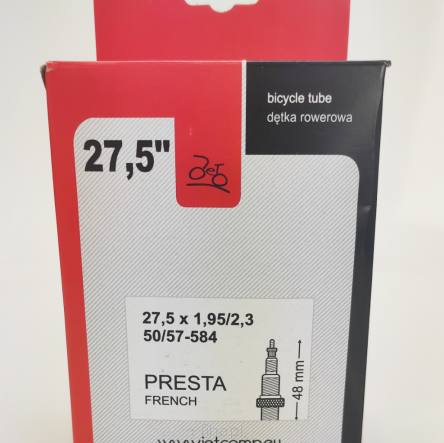 bicycle tube
dętka rowerowa
27,5"
27,5 x 1,95/2,3
50/57-584
PRESTA
FRENCH
48 mm